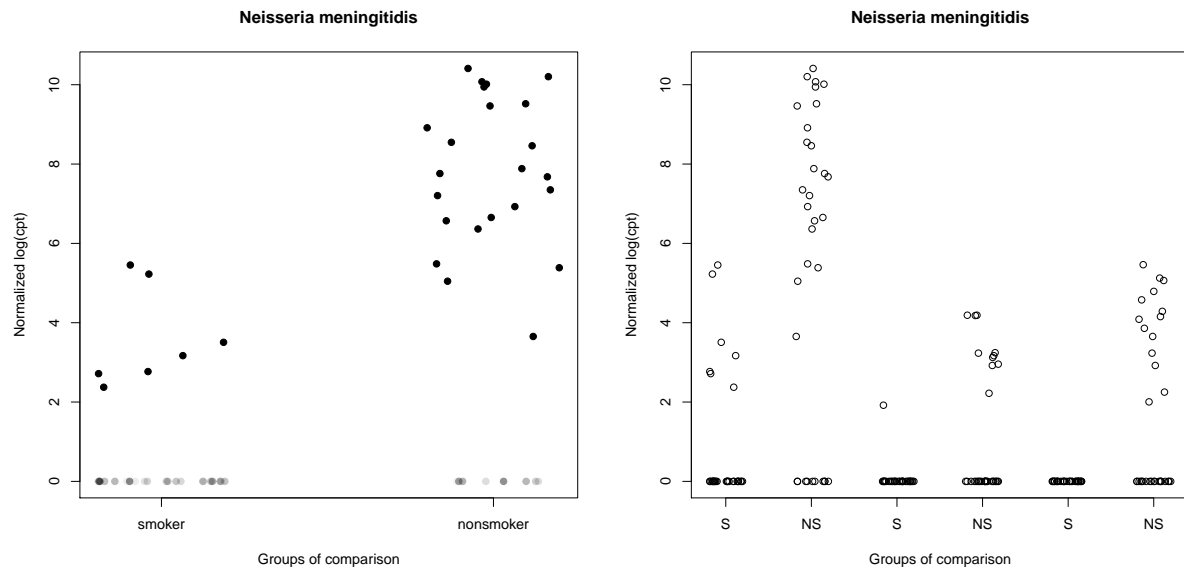 Neisseria meningitidis
Normalized log(cpt)
10
8
6
4
2
0
smoker nonsmoker
Groups of comparison
Neisseria meningitidis
Normalized log(cpt)
10
8
6
4
2
0
S NS S NS S NS
Groups of comparison